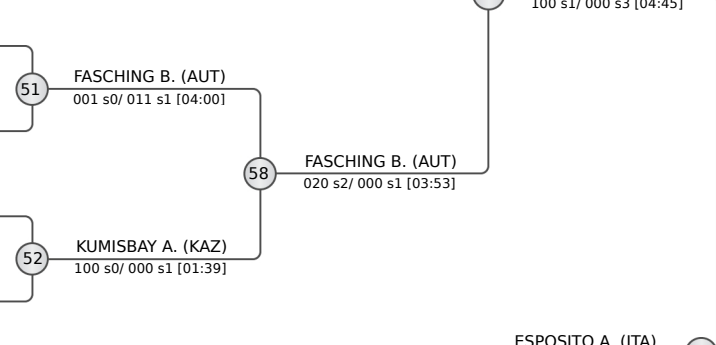 100 s1/ 000 s3 [04:45]
51
FASCHING B. (AUT)
001 s0/ 011 s1 [04:00]
58
FASCHING B. (AUT)
020 s2/ 000 s1 [03:53]
52
KUMISBAY A. (KAZ)
100 s0/ 000 s1 [01:39]
ESPOSITO A. (ITA)